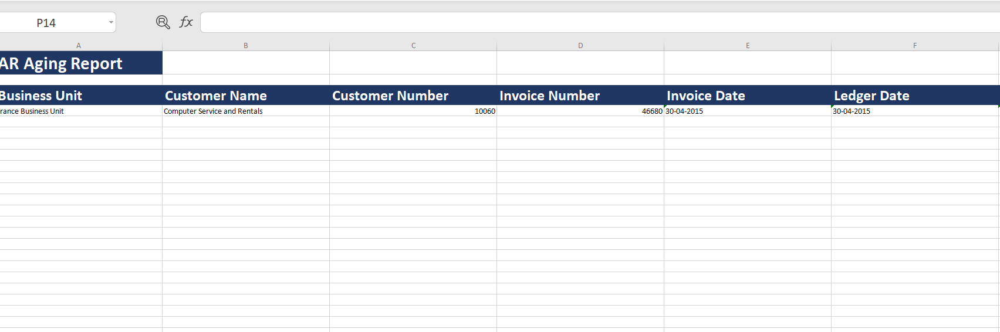 P14
fx
A B C D E F
AR Aging Report
Business Unit Customer Name Customer Number Invoice Number Invoice Date Ledger Date
rance Business Unit Computer Service and Rentals 10060 46680 30-04-2015 30-04-2015